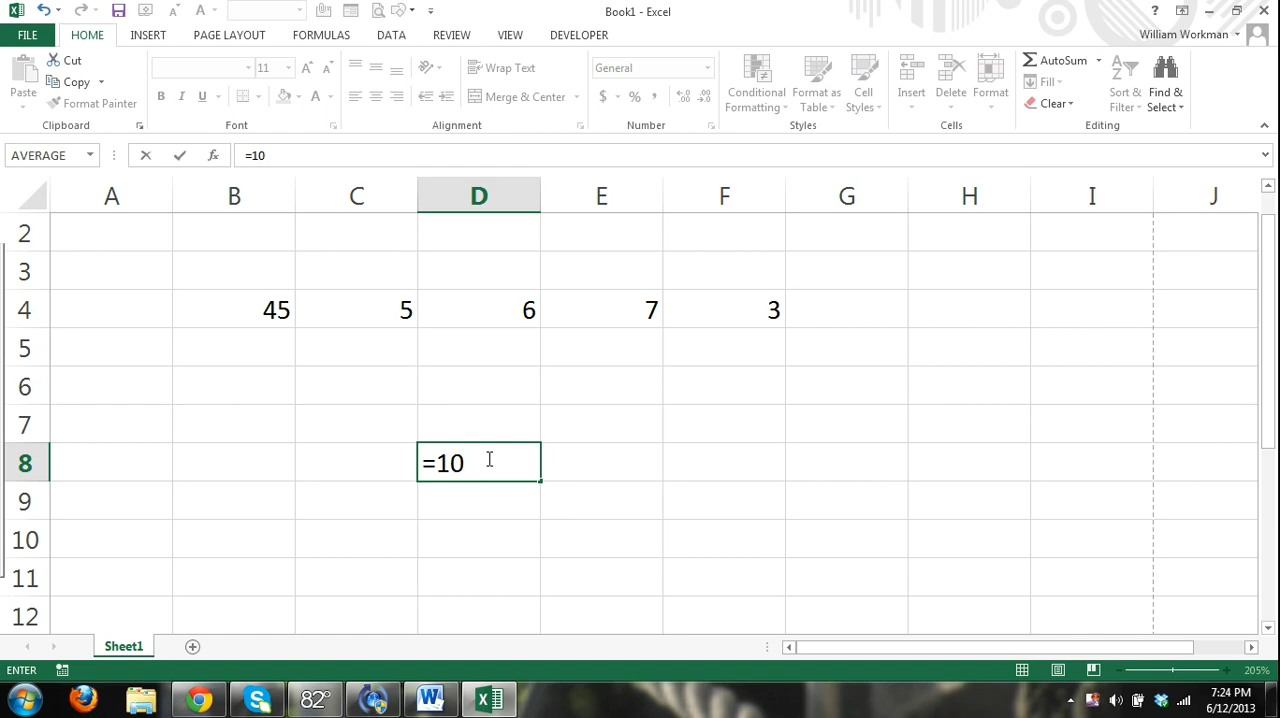 Book1 - Excel
?
FILE HOME INSERT PAGE LAYOUT FORMULAS DATA REVIEW VIEW DEVELOPER
William Workman
Paste
Cut
Copy
Format Painter
Clipboard
11
B I U
Font
Wrap Text
Merge & Center
Alignment
General
$ % ,
Number
Conditional Formatting
Format as Table
Cell Styles
Styles
Insert
Delete
Format
Cells
AutoSum
Fill
Clear
Sort & Filter
Find & Select
Editing
AVERAGE fx =10
A B C D E F G H I J
2
3
4 45 5 6 7 3
5
6
7
8 =10
9
10
11
12
Sheet1
ENTER 205%
82°
7:24 PM
6/12/2013